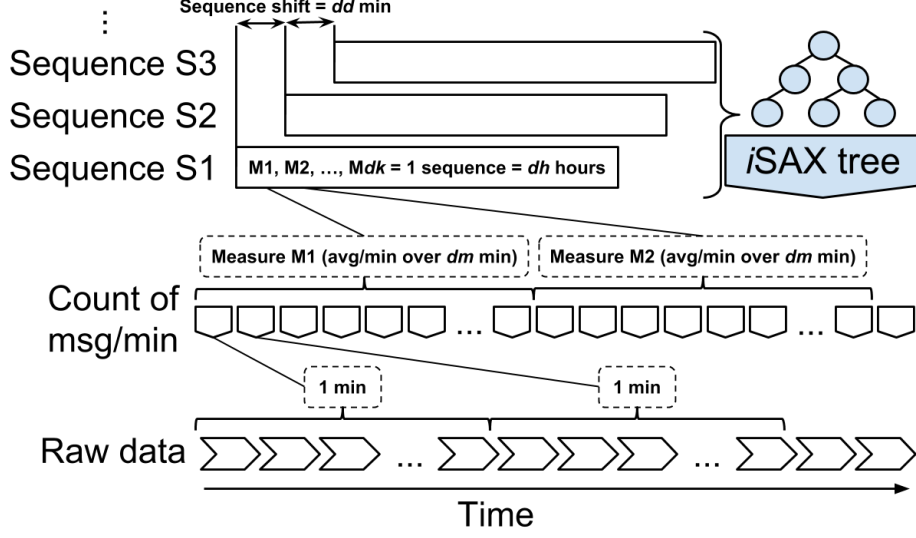 Sequence shift = dd min
⋮
Sequence S3
Sequence S2
Sequence S1
M1, M2, ..., Mdk = 1 sequence = dh hours
iSAX tree
Measure M1 (avg/min over dm min)
Measure M2 (avg/min over dm min)
Count of
msg/min
...
...
1 min
1 min
Raw data
...
...
Time